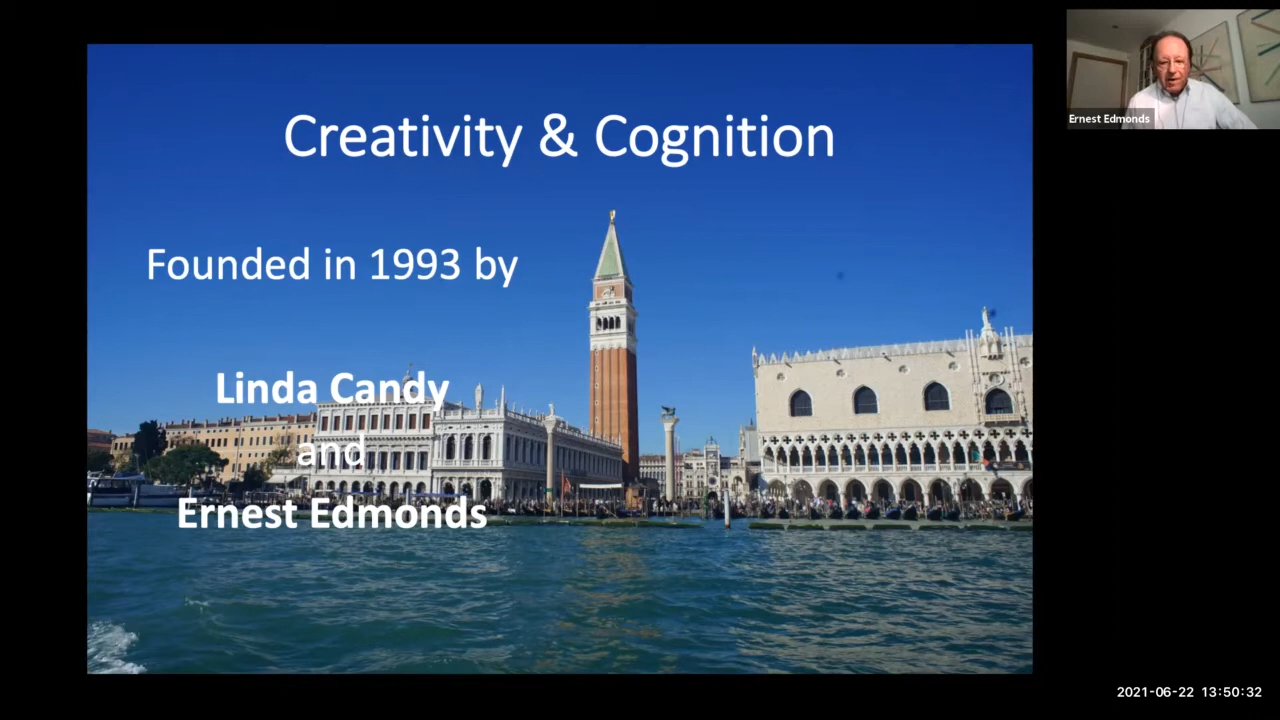 Creativity & Cognition
Founded in 1993 by
Linda Candy
and
Ernest Edmonds
Ernest Edmonds
2021-06-22 13:50:32